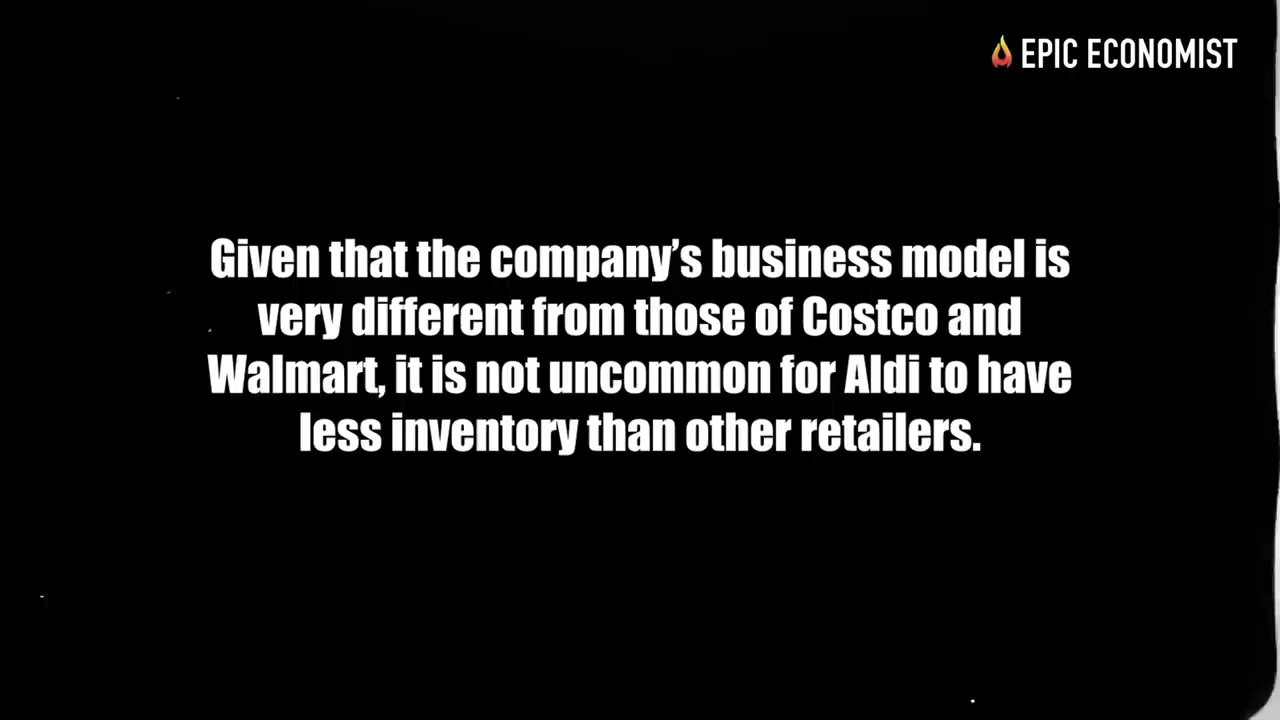 EPIC ECONOMIST
Given that the company’s business model is
very different from those of Costco and
Walmart, it is not uncommon for Aldi to have
less inventory than other retailers.